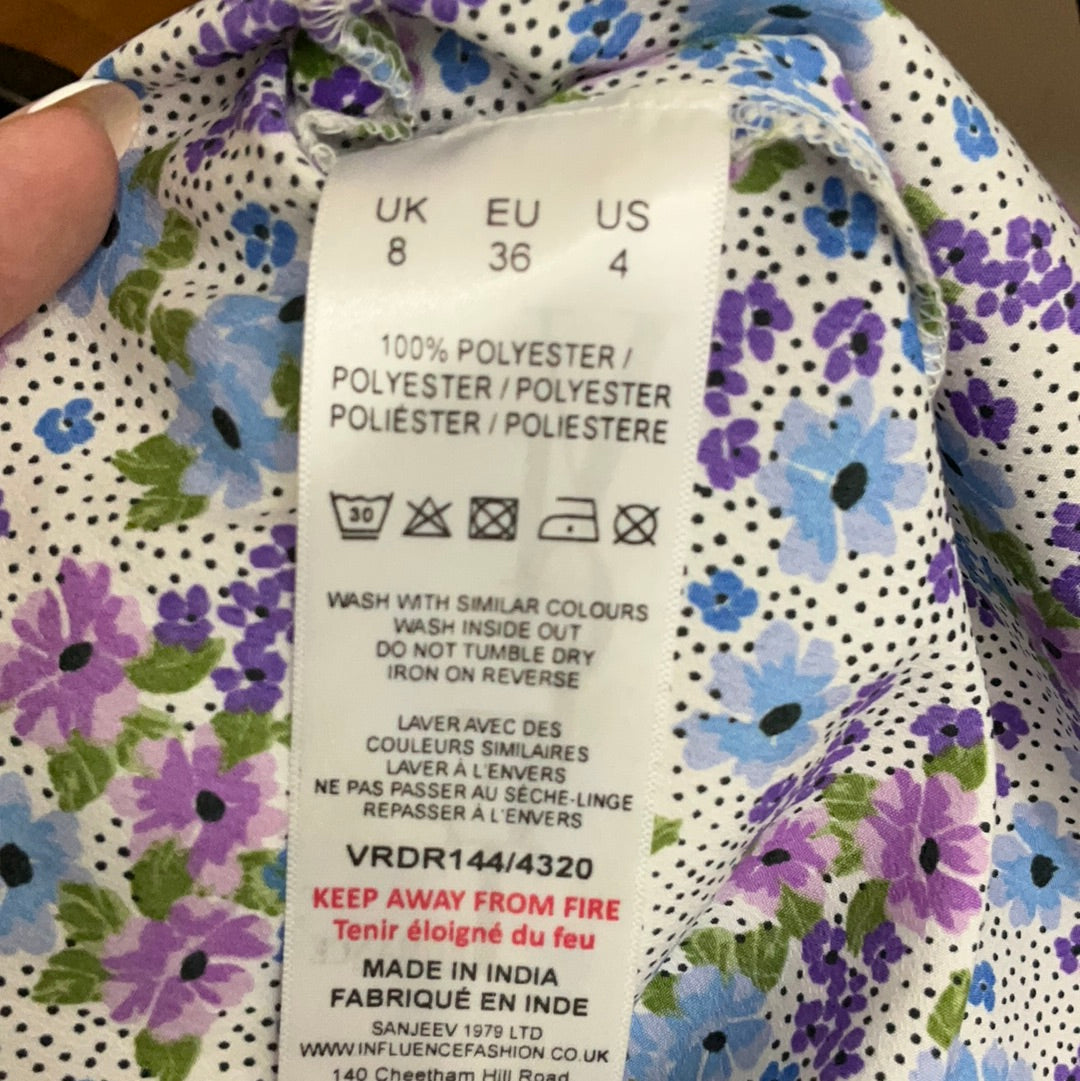 UK EU US
8 36 4
100% POLYESTER /
POLYESTER / POLYESTER
POLIÉSTER / POLIESTERE
30
WASH WITH SIMILAR COLOURS
WASH INSIDE OUT
DO NOT TUMBLE DRY
IRON ON REVERSE
LAVER AVEC DES
COULEURS SIMILAIRES
LAVER À L'ENVERS
NE PAS PASSER AU SÉCHE-LINGE
REPASSER À L'ENVERS
VRDR144/4320
KEEP AWAY FROM FIRE
Tenir éloigné du feu
MADE IN INDIA
FABRIQUÉ EN INDE
SANJEEV 1979 LTD
WWW.INFLUENCEFASHION.CO.UK
140 Cheetham Hill Road